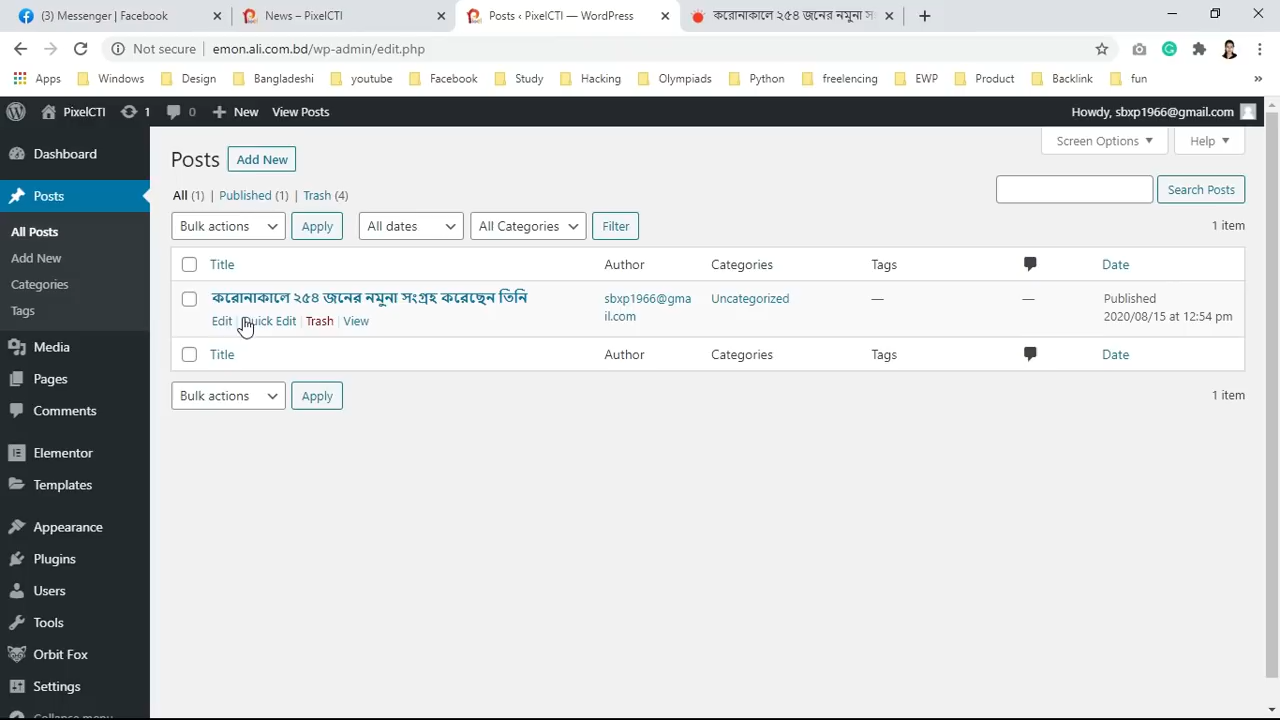 (3) Messenger | Facebook
News – PixelCTI
Posts ‹ PixelCTI — WordPress
করোনাকালে ২৫৪ জনের নমুনা সং
Not secure | emon.ali.com.bd/wp-admin/edit.php
Apps Windows Design Bangladeshi youtube Facebook Study Hacking Olympiads Python freelencing EWP Product Backlink fun »
PixelCTI 1 0 New View Posts Howdy, sbxp1966@gmail.com
Dashboard
Posts
All Posts
Add New
Categories
Tags
Media
Pages
Comments
Elementor
Templates
Appearance
Plugins
Users
Tools
Orbit Fox
Settings
Collapse menu
Screen Options Help
Posts Add New
All (1) | Published (1) | Trash (4)
Search Posts
Bulk actions Apply All dates All Categories Filter 1 item
Title Author Categories Tags Date
করোনাকালে ২৫৪ জনের নমুনা সংগ্রহ করেছেন তিনি sbxp1966@gma Uncategorized — — Published
il.com 2020/08/15 at 12:54 pm
Edit | Quick Edit | Trash | View
Title Author Categories Tags Date
Bulk actions Apply 1 item